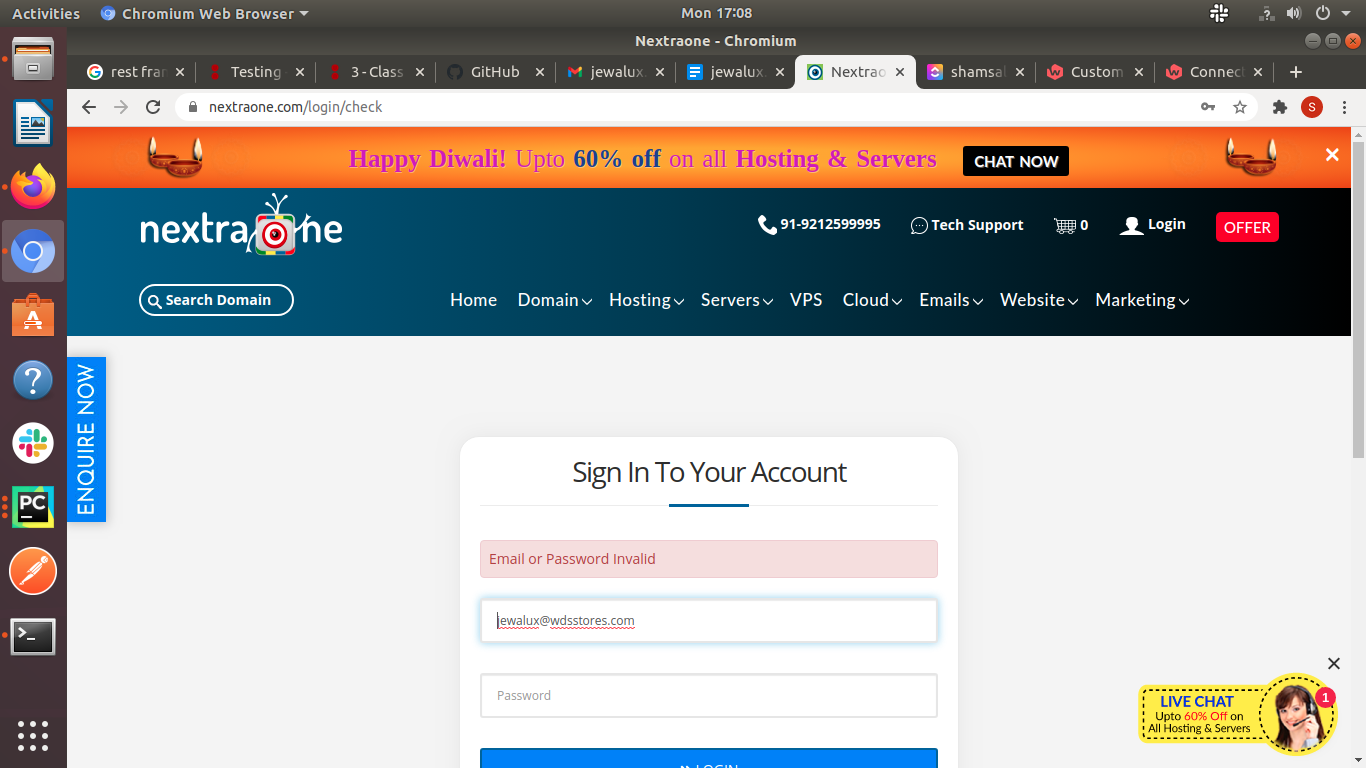 Activities Chromium Web Browser Mon 17:08
Nextraone - Chromium
rest fra Testing 3 - Class GitHub jewalux. jewalux. Nextrao shamsal Custom Connec
nextraone.com/login/check S
Happy Diwali! Upto 60% off on all Hosting & Servers CHAT NOW
nextraone 91-9212599995 Tech Support 0 Login OFFER
Search Domain Home Domain Hosting Servers VPS Cloud Emails Website Marketing
ENQUIRE NOW
Sign In To Your Account
Email or Password Invalid
jewalux@wdsstores.com
Password
LOGIN
LIVE CHAT 1
Upto 60% Off on
All Hosting & Servers
PC